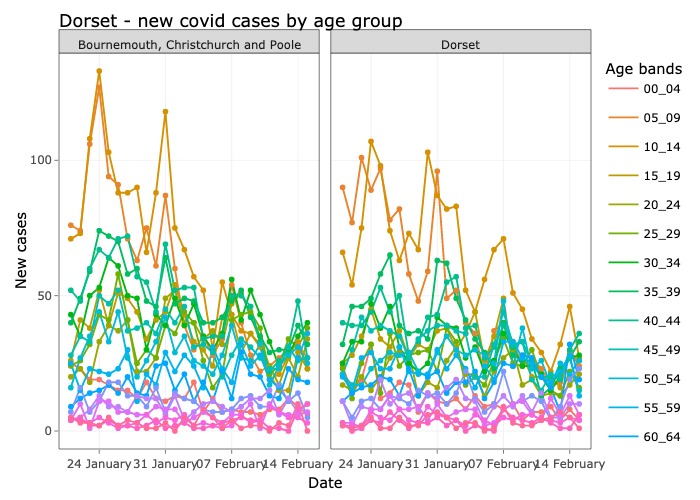 Dorset - new covid cases by age group
Bournemouth, Christchurch and Poole
Dorset
New cases
100
50
0
24 January 31 January 07 February 14 February
24 January 31 January 07 February 14 February
Date
Age bands
00_04
05_09
10_14
15_19
20_24
25_29
30_34
35_39
40_44
45_49
50_54
55_59
60_64